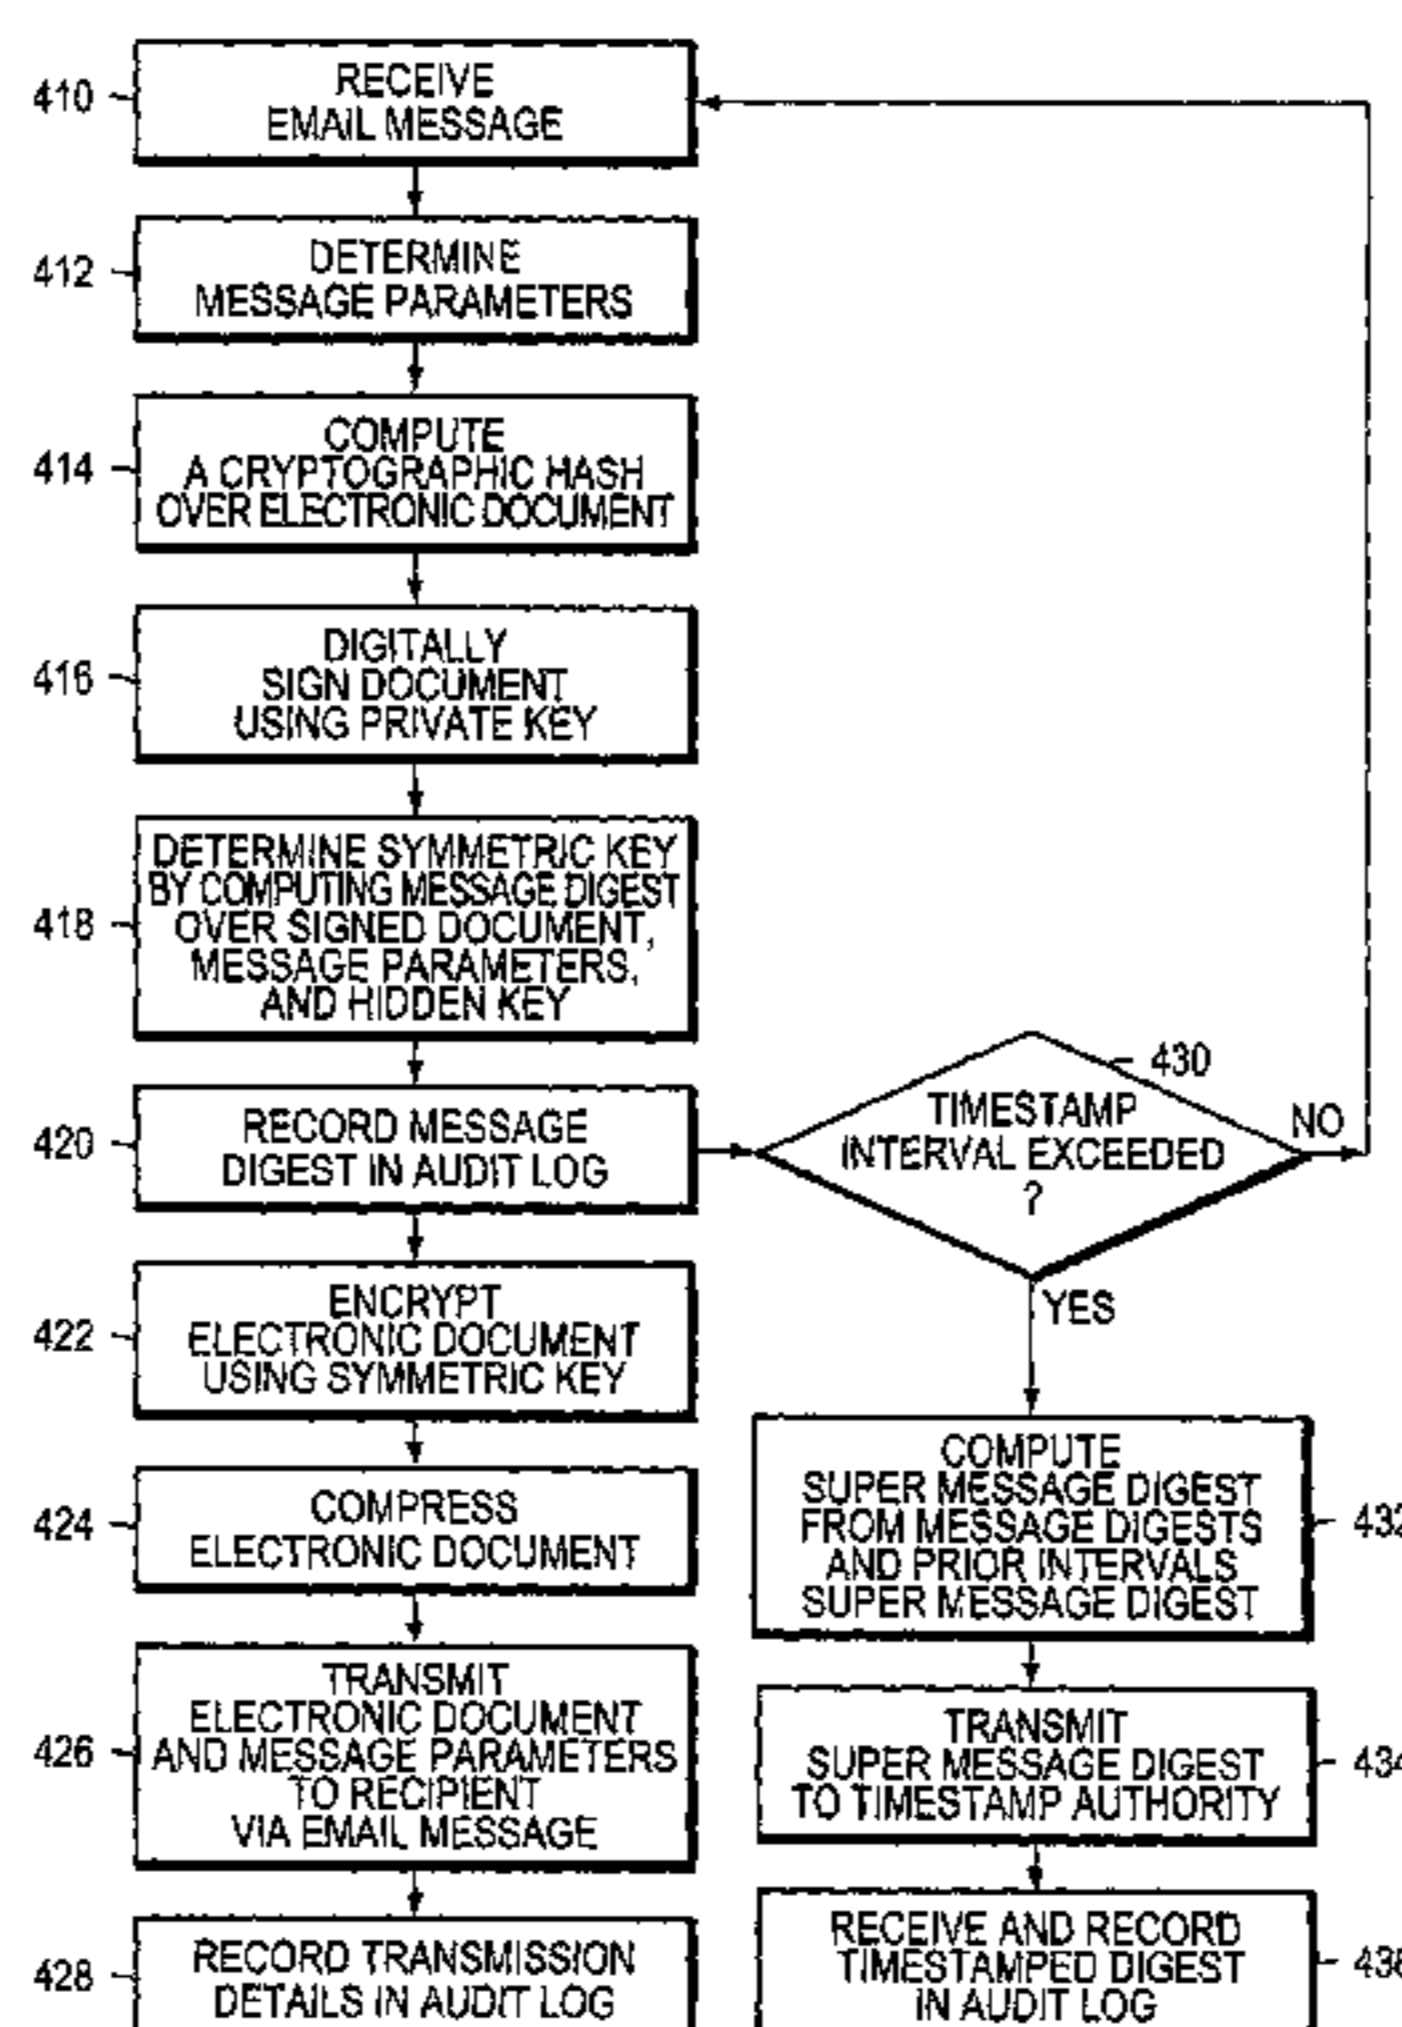 410
RECEIVE
EMAIL MESSAGE
412
DETERMINE
MESSAGE PARAMETERS
414
COMPUTE
A CRYPTOGRAPHIC HASH
OVER ELECTRONIC DOCUMENT
416
DIGITALLY
SIGN DOCUMENT
USING PRIVATE KEY
418
DETERMINE SYMMETRIC KEY
BY COMPUTING MESSAGE DIGEST
OVER SIGNED DOCUMENT,
MESSAGE PARAMETERS,
AND HIDDEN KEY
420
RECORD MESSAGE
DIGEST IN AUDIT LOG
430
TIMESTAMP
INTERVAL EXCEEDED
?
NO
YES
422
ENCRYPT
ELECTRONIC DOCUMENT
USING SYMMETRIC KEY
424
COMPRESS
ELECTRONIC DOCUMENT
426
TRANSMIT
ELECTRONIC DOCUMENT
AND MESSAGE PARAMETERS
TO RECIPIENT
VIA EMAIL MESSAGE
428
RECORD TRANSMISSION
DETAILS IN AUDIT LOG
COMPUTE
SUPER MESSAGE DIGEST
FROM MESSAGE DIGESTS
AND PRIOR INTERVALS
SUPER MESSAGE DIGEST
432
TRANSMIT
SUPER MESSAGE DIGEST
TO TIMESTAMP AUTHORITY
434
RECEIVE AND RECORD
TIMESTAMPED DIGEST
IN AUDIT LOG